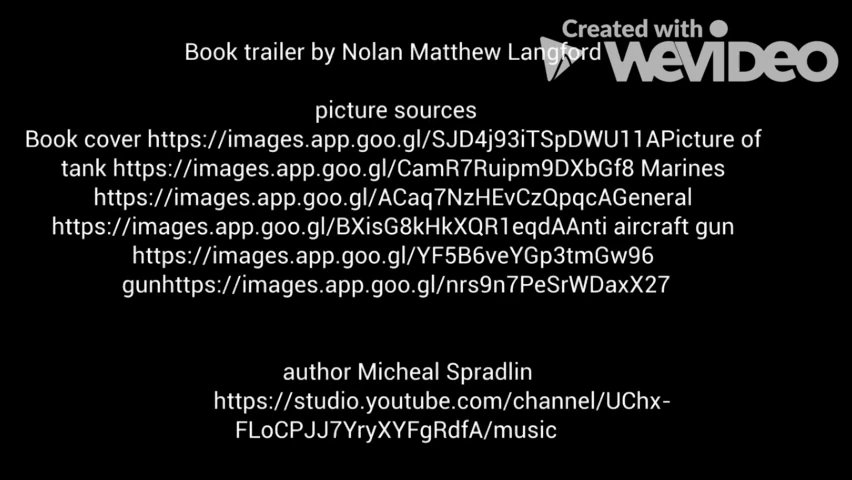 Created with
WEVIDEO
Book trailer by Nolan Matthew Langford
picture sources
Book cover https://images.app.goo.gl/SJD4j93iTSpDWU11APicture of
tank https://images.app.goo.gl/CamR7Ruipm9DXbGf8 Marines
https://images.app.goo.gl/ACaq7NzHEvCzQpqcAGeneral
https://images.app.goo.gl/BXisG8kHkXQR1eqdAAnti aircraft gun
https://images.app.goo.gl/YF5B6veYGp3tmGw96
gunhttps://images.app.goo.gl/nrs9n7PeSrWDaxX27
author Micheal Spradlin
https://studio.youtube.com/channel/UChx-
FLoCPJJ7YryXYFgRdfA/music